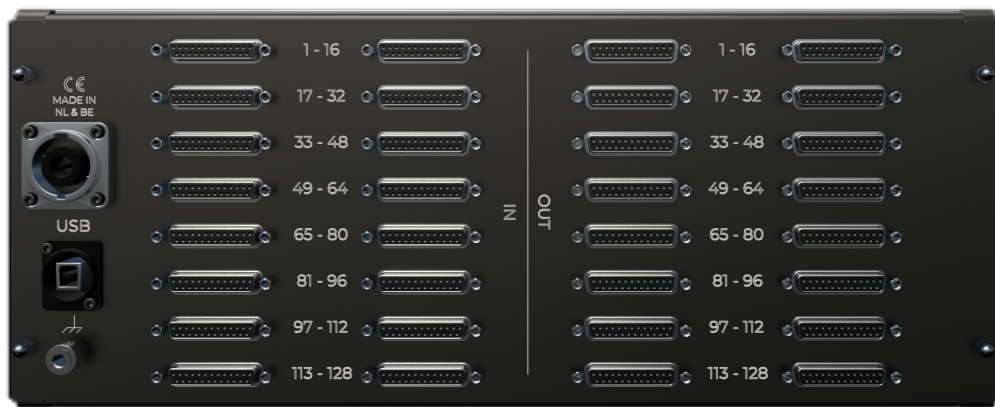 CE
MADE IN
NL & BE
USB
1 - 16
17 - 32
33 - 48
49 - 64
65 - 80
81 - 96
97 - 112
113 - 128
IN
OUT
1 - 16
17 - 32
33 - 48
49 - 64
65 - 80
81 - 96
97 - 112
113 - 128